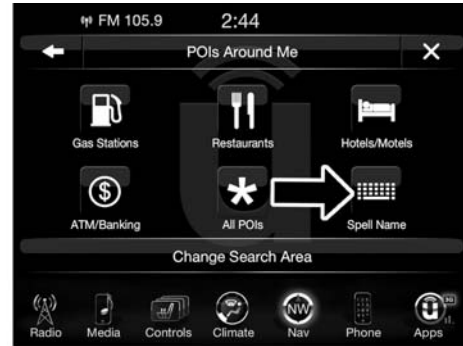 FM 105.9 2:44
POIs Around Me
Gas Stations Restaurants Hotels/Motels
ATM/Banking All POIs Spell Name
Change Search Area
NW 3G
Radio Media Controls Climate Nav Phone Apps